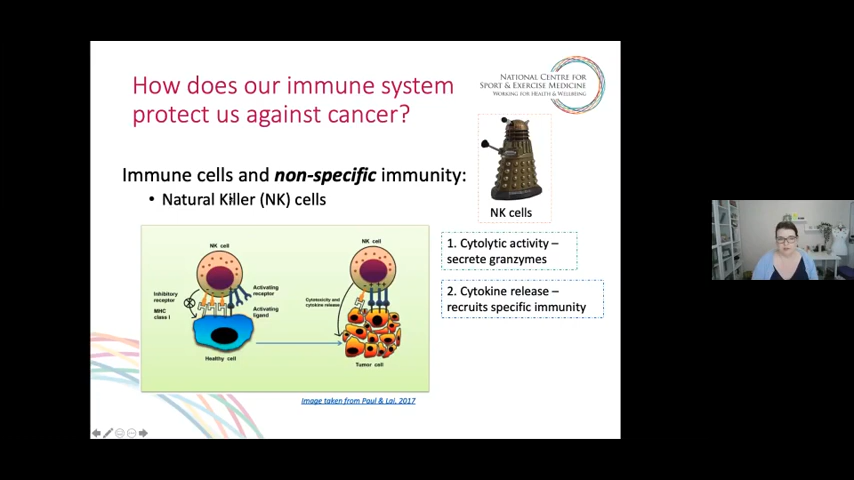 How does our immune system
protect us against cancer?
NATIONAL CENTRE FOR
SPORT & EXERCISE MEDICINE
WORKING FOR HEALTH & WELLBEING
Immune cells and non-specific immunity:
• Natural Killer (NK) cells
NK cells
NK cell
Inhibitory
receptor
MHC
class I
Activating
receptor
Activating
ligand
Healthy cell
NK cell
Cytotoxicity and
cytokine release
Tumor cell
1. Cytolytic activity –
secrete granzymes
2. Cytokine release –
recruits specific immunity
Image taken from Paul & Lal, 2017